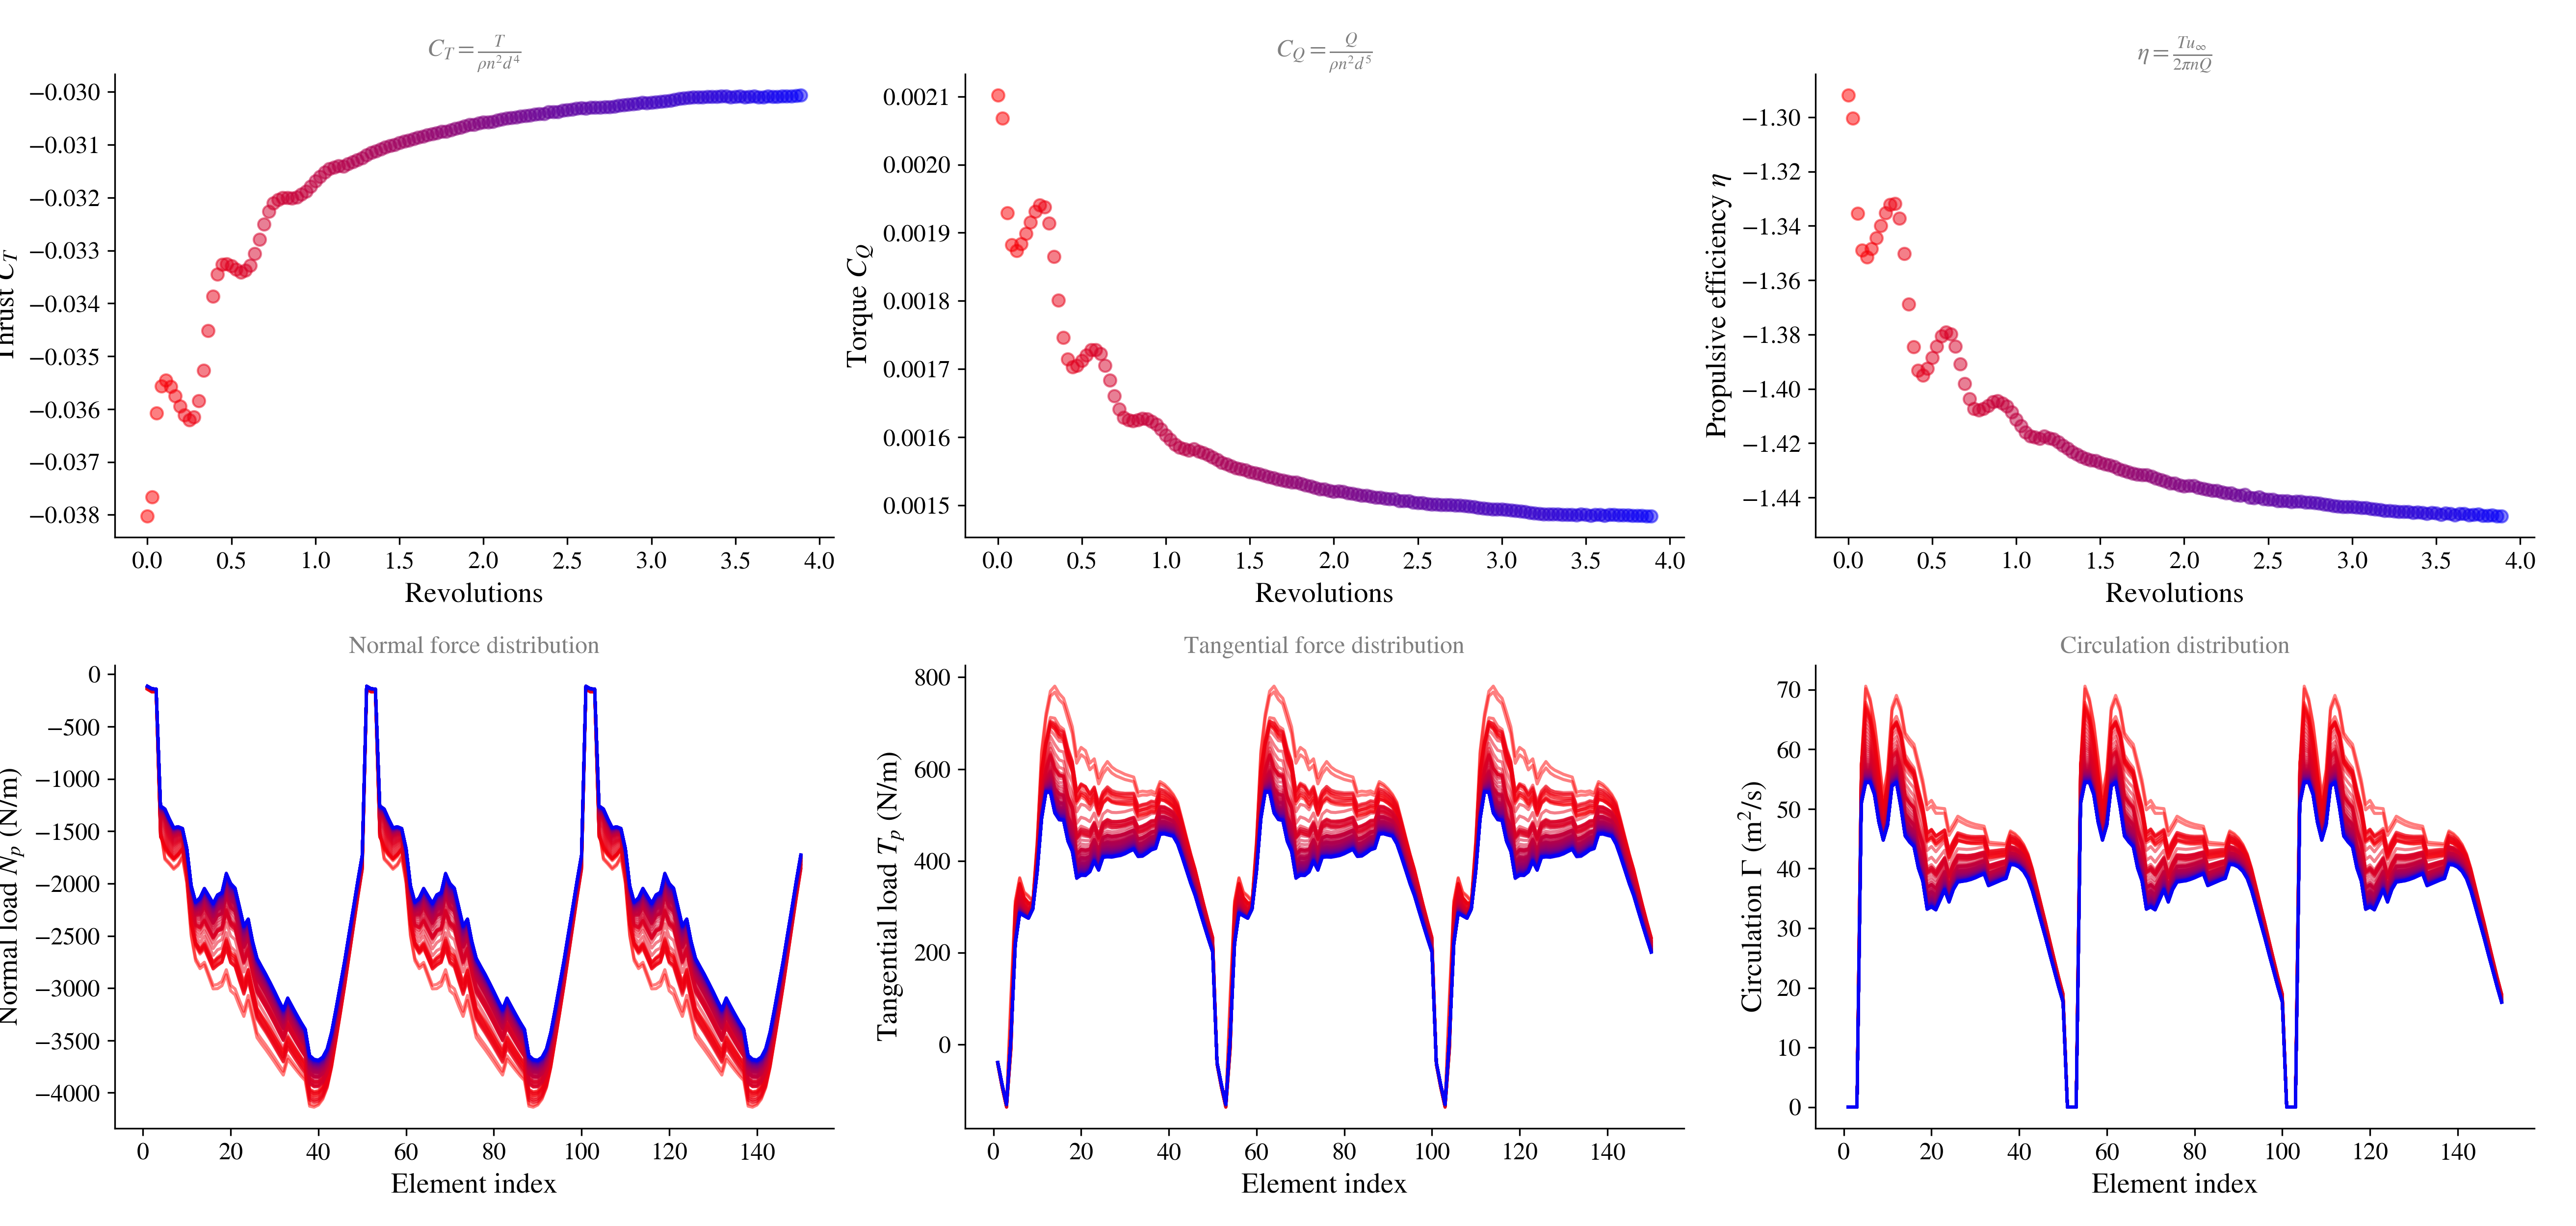 C_T = T / ρn²d⁴
Thrust C_T
−0.030
−0.031
−0.032
−0.033
−0.034
−0.035
−0.036
−0.037
−0.038
0.0 0.5 1.0 1.5 2.0 2.5 3.0 3.5 4.0
Revolutions
C_Q = Q / ρn²d⁵
Torque C_Q
0.0021
0.0020
0.0019
0.0018
0.0017
0.0016
0.0015
0.0 0.5 1.0 1.5 2.0 2.5 3.0 3.5 4.0
Revolutions
η = Tu∞ / 2πnQ
Propulsive efficiency η
−1.30
−1.32
−1.34
−1.36
−1.38
−1.40
−1.42
−1.44
0.0 0.5 1.0 1.5 2.0 2.5 3.0 3.5 4.0
Revolutions
Normal force distribution
Normal load N_p (N/m)
0
−500
−1000
−1500
−2000
−2500
−3000
−3500
−4000
0 20 40 60 80 100 120 140
Element index
Tangential force distribution
Tangential load T_p (N/m)
800
600
400
200
0
0 20 40 60 80 100 120 140
Element index
Circulation distribution
Circulation Γ (m²/s)
70
60
50
40
30
20
10
0
0 20 40 60 80 100 120 140
Element index